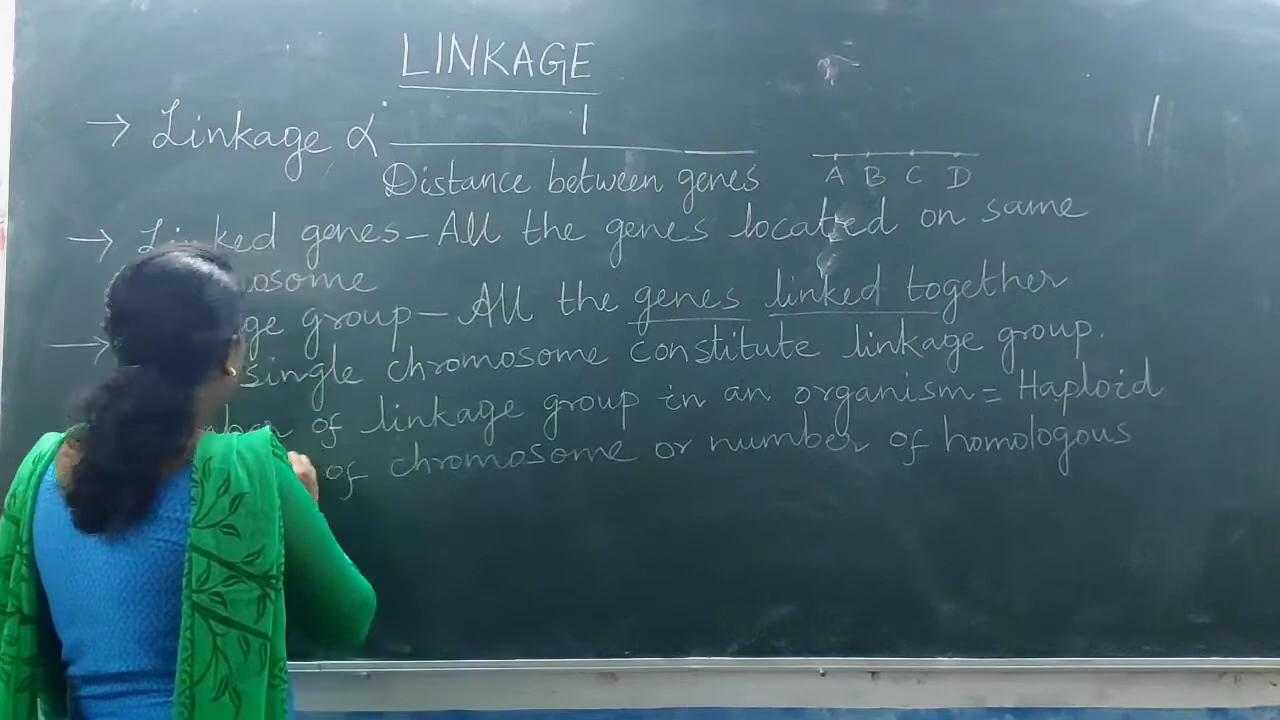 LINKAGE
→ Linkage ∝ 1
Distance between genes
A B C D
→ Linked genes – All the genes located on same
osome
→ ge group – All the genes linked together
single chromosome constitute linkage group.
of linkage group in an organism = Haploid
of chromosome or number of homologous